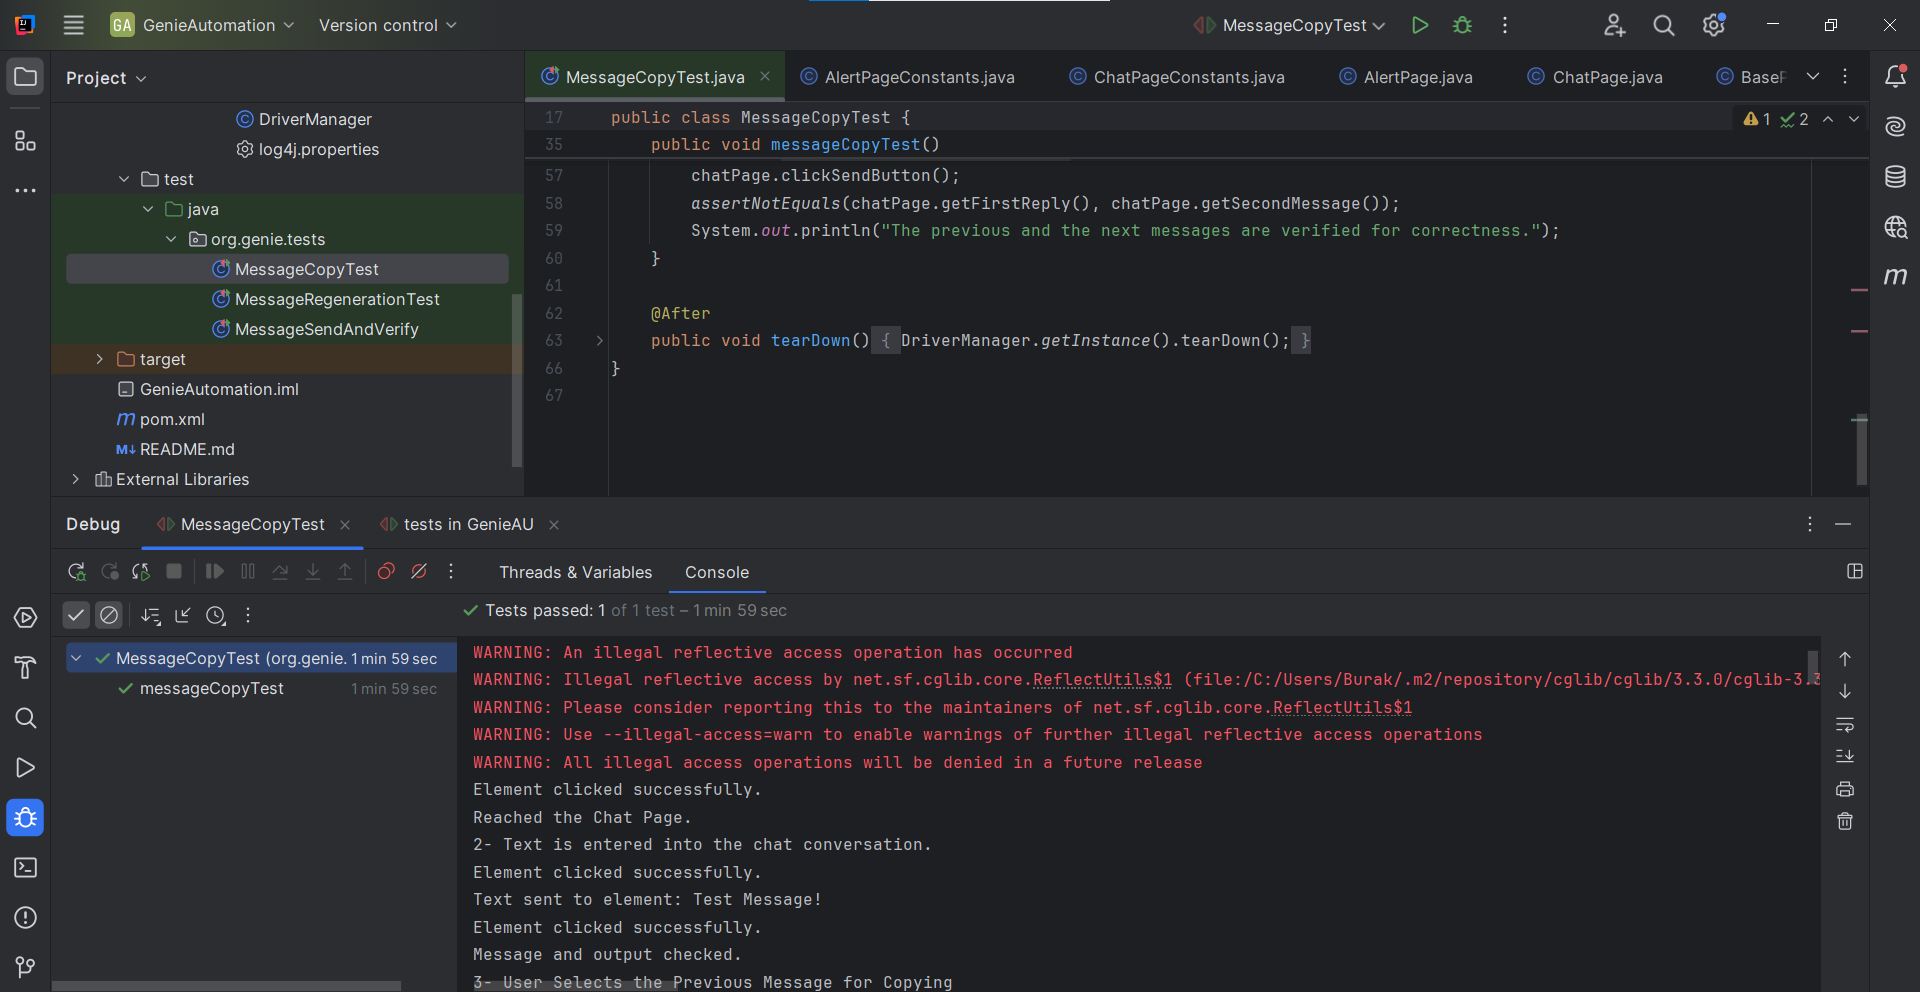 GA GenieAutomation Version control MessageCopyTest
Project
DriverManager
log4j.properties
test
java
org.genie.tests
MessageCopyTest
MessageRegenerationTest
MessageSendAndVerify
target
GenieAutomation.iml
m pom.xml
M↓ README.md
External Libraries
MessageCopyTest.java AlertPageConstants.java ChatPageConstants.java AlertPage.java ChatPage.java
1 2
17 public class MessageCopyTest {
35 public void messageCopyTest()
57 chatPage.clickSendButton();
58 assertNotEquals(chatPage.getFirstReply(), chatPage.getSecondMessage());
59 System.out.println("The previous and the next messages are verified for correctness.");
60 }
61
62 @After
63 public void tearDown() { DriverManager.getInstance().tearDown(); }
66 }
67
m
Debug MessageCopyTest tests in GenieAU
Threads & Variables Console
Tests passed: 1 of 1 test – 1 min 59 sec
MessageCopyTest (org.genie. 1 min 59 sec
messageCopyTest 1 min 59 sec
WARNING: An illegal reflective access operation has occurred
WARNING: Illegal reflective access by net.sf.cglib.core.ReflectUtils$1 (file:/C:/Users/Burak/.m2/repository/cglib/cglib/3.3.0/cglib-3.3
WARNING: Please consider reporting this to the maintainers of net.sf.cglib.core.ReflectUtils$1
WARNING: Use --illegal-access=warn to enable warnings of further illegal reflective access operations
WARNING: All illegal access operations will be denied in a future release
Element clicked successfully.
Reached the Chat Page.
2- Text is entered into the chat conversation.
Element clicked successfully.
Text sent to element: Test Message!
Element clicked successfully.
Message and output checked.
3- User Selects the Previous Message for Copying